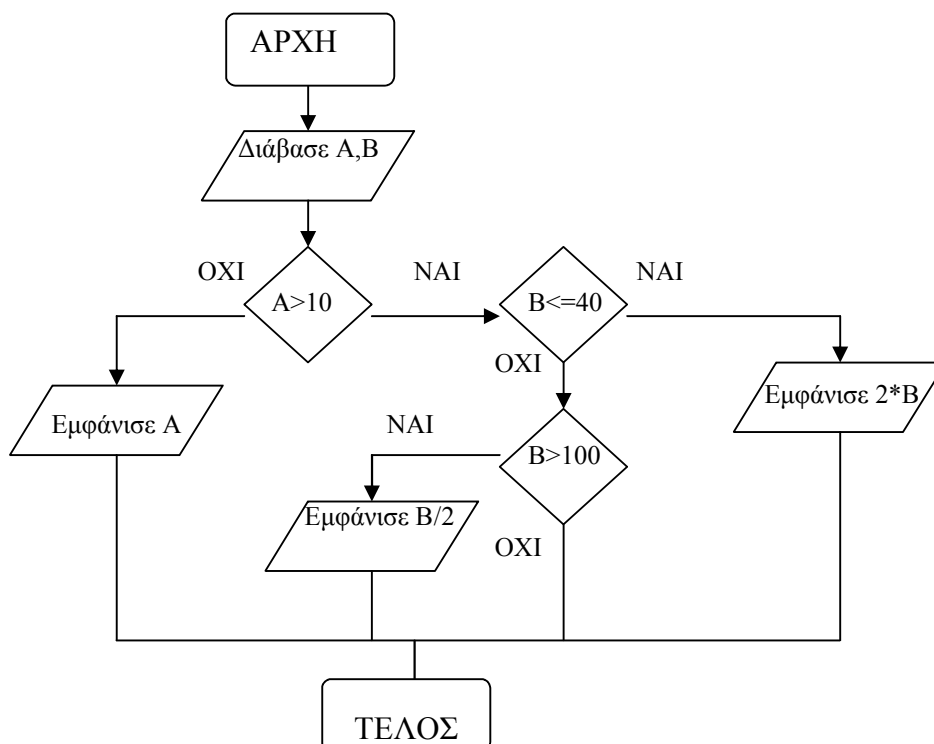 ΑΡΧΗ
Διάβασε Α,Β
ΟΧΙ
ΝΑΙ
ΝΑΙ
Α>10
Β<=40
ΟΧΙ
Εμφάνισε 2*Β
Εμφάνισε Α
ΝΑΙ
Β>100
Εμφάνισε Β/2
ΟΧΙ
ΤΕΛΟΣ